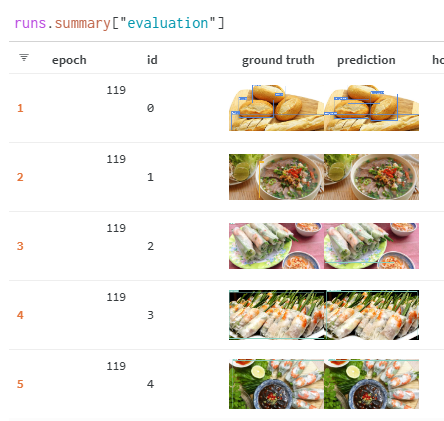 runs.summary["evaluation"]
epoch id ground truth prediction
1 119 0
2 119 1
3 119 2
4 119 3
5 119 4